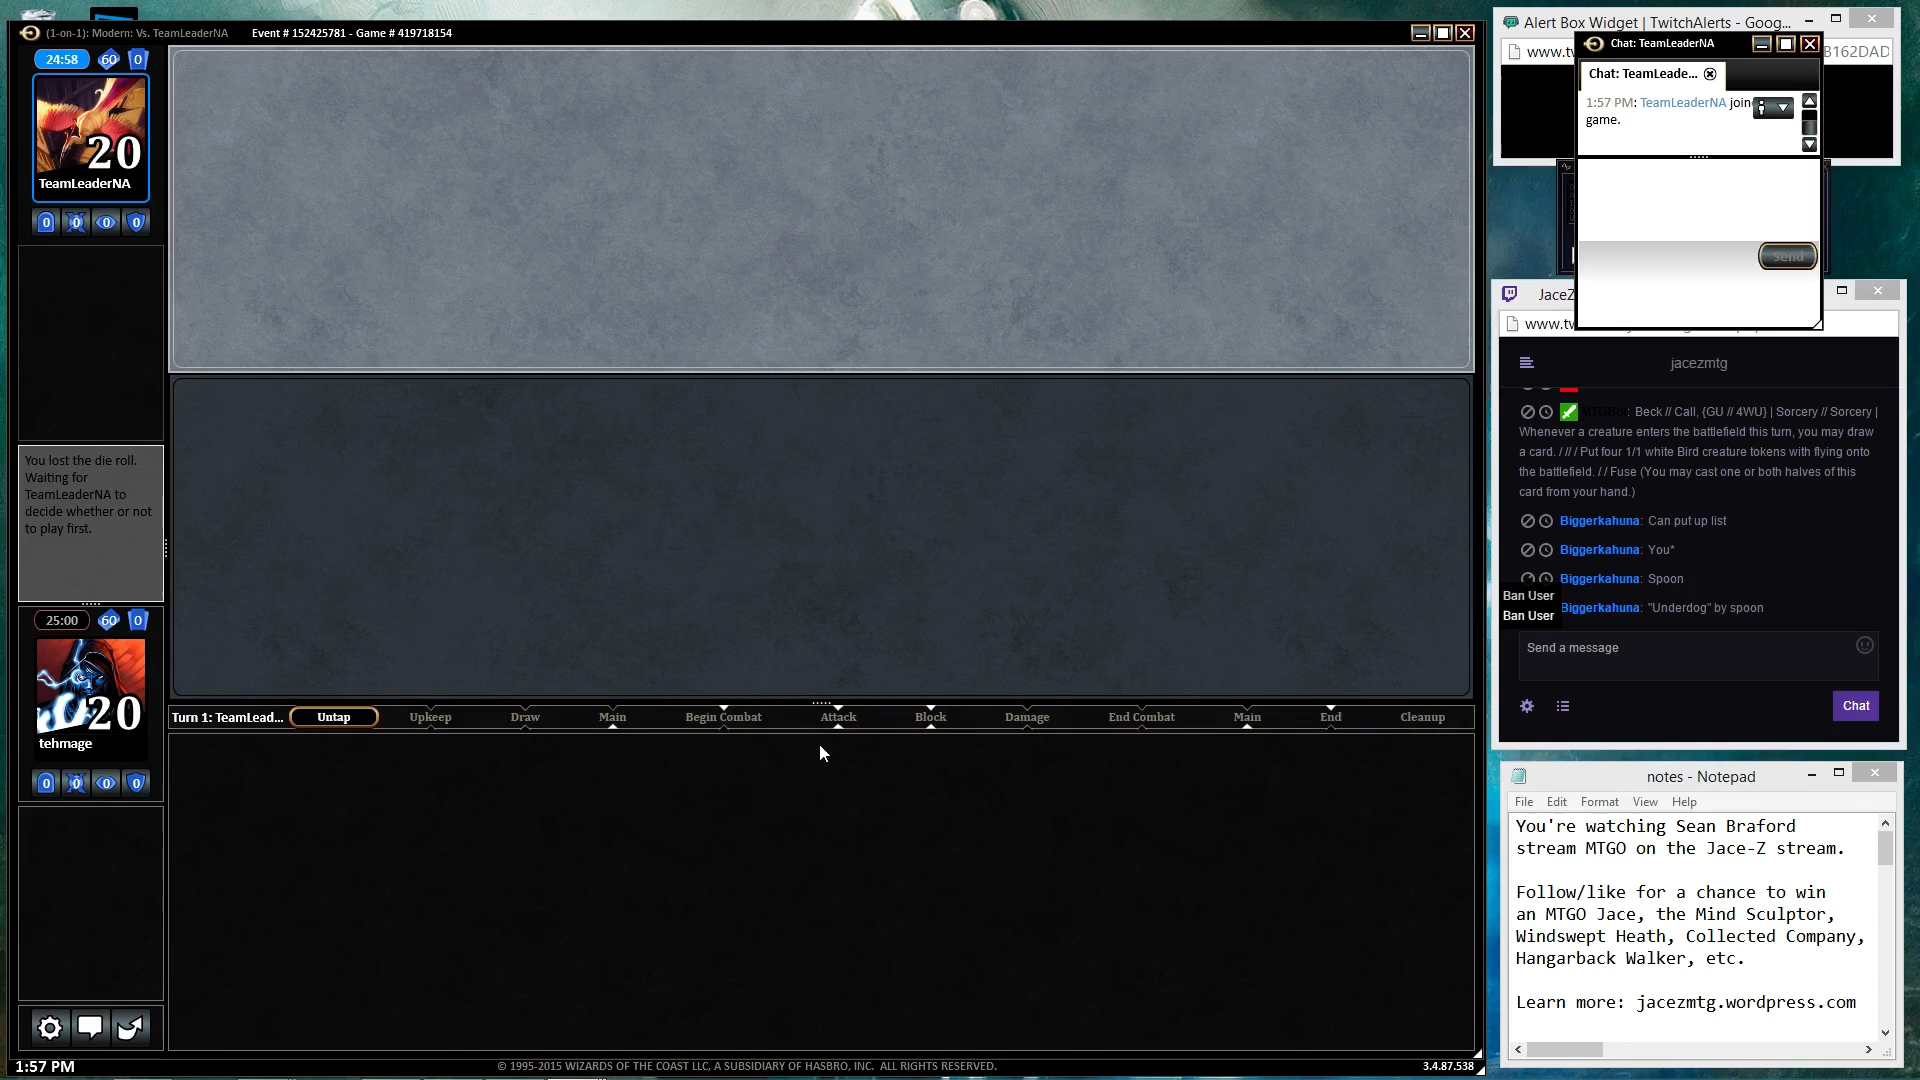 (1-on-1): Modern: Vs. TeamLeaderNA
Event # 152425781 - Game # 419718154
24:58
60
0
20
TeamLeaderNA
0
0
0
0
You lost the die roll.
Waiting for
TeamLeaderNA to
decide whether or not
to play first.
25:00
60
0
20
tehmage
0
0
0
0
Turn 1: TeamLead...
Untap
Upkeep
Draw
Main
Begin Combat
Attack
Block
Damage
End Combat
Main
End
Cleanup
1:57 PM
© 1995-2015 WIZARDS OF THE COAST LLC, A SUBSIDIARY OF HASBRO, INC. ALL RIGHTS RESERVED.
3.4.87.538
Alert Box Widget | TwitchAlerts - Goog...
www.tw
B162DAD
Chat: TeamLeaderNA
Chat: TeamLeade...
1:57 PM: TeamLeaderNA join
game.
Send
JaceZ
www.tw
jacezmtg
: Beck // Call, {GU // 4WU} | Sorcery // Sorcery |
Whenever a creature enters the battlefield this turn, you may draw
a card. / // / Put four 1/1 white Bird creature tokens with flying onto
the battlefield. / / Fuse (You may cast one or both halves of this
card from your hand.)
Biggerkahuna: Can put up list
Biggerkahuna: You*
Biggerkahuna: Spoon
Ban User
Biggerkahuna: "Underdog" by spoon
Ban User
Send a message
Chat
notes - Notepad
File Edit Format View Help
You're watching Sean Braford
stream MTGO on the Jace-Z stream.
Follow/like for a chance to win
an MTGO Jace, the Mind Sculptor,
Windswept Heath, Collected Company,
Hangarback Walker, etc.
Learn more: jacezmtg.wordpress.com